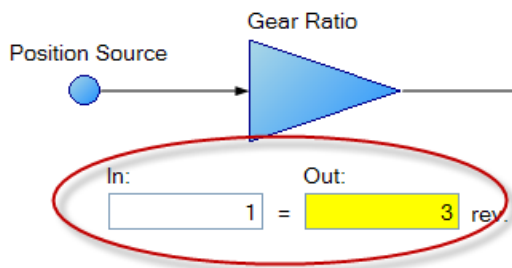 Gear Ratio
Position Source
In: Out:
1 = 3 rev.